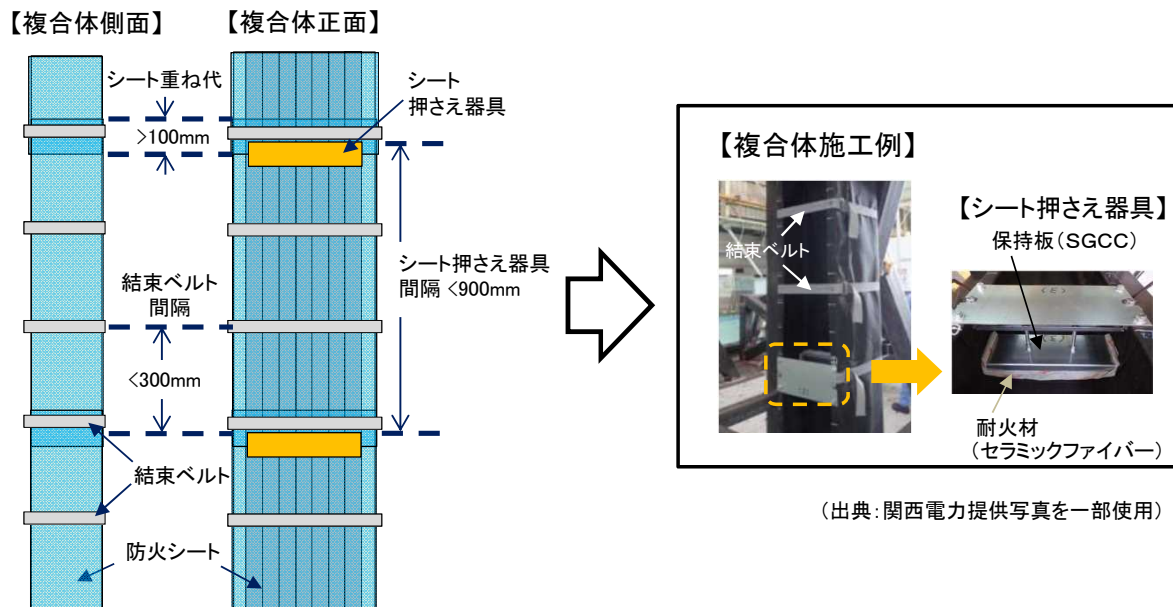 【複合体側面】
【複合体正面】
シート重ね代
>100mm
シート
押さえ器具
結束ベルト
間隔
<300mm
シート押さえ器具
間隔 <900mm
結束ベルト
防火シート
【複合体施工例】
結束ベルト
【シート押さえ器具】
保持板(SGCC)
耐火材
(セラミックファイバー)
(出典:関西電力提供写真を一部使用)